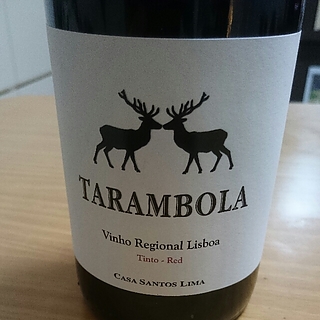 TARAMBOLA
Vinho Regional Lisboa
Tinto - Red
CASA SANTOS LIMA